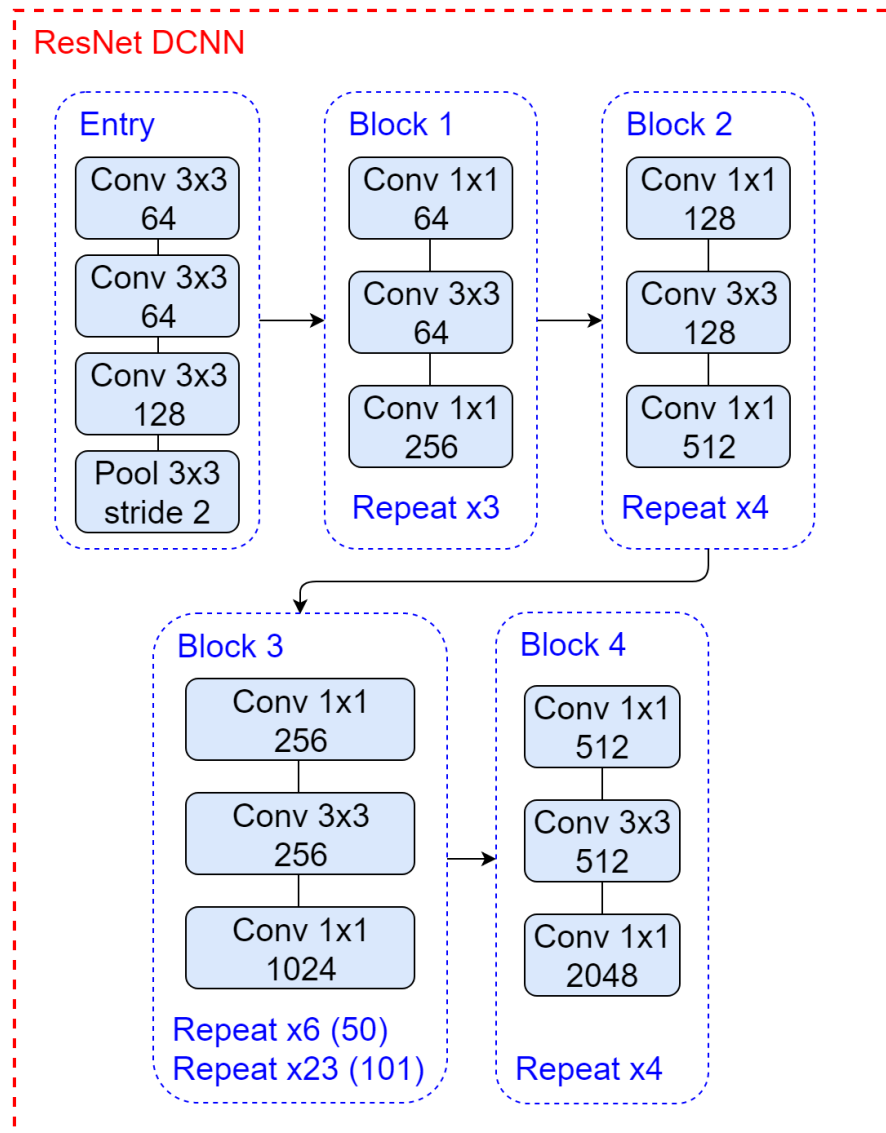 ResNet DCNN
Entry
Conv 3x3
64
Conv 3x3
64
Conv 3x3
128
Pool 3x3
stride 2
Block 1
Conv 1x1
64
Conv 3x3
64
Conv 1x1
256
Repeat x3
Block 2
Conv 1x1
128
Conv 3x3
128
Conv 1x1
512
Repeat x4
Block 3
Conv 1x1
256
Conv 3x3
256
Conv 1x1
1024
Repeat x6 (50)
Repeat x23 (101)
Block 4
Conv 1x1
512
Conv 3x3
512
Conv 1x1
2048
Repeat x4